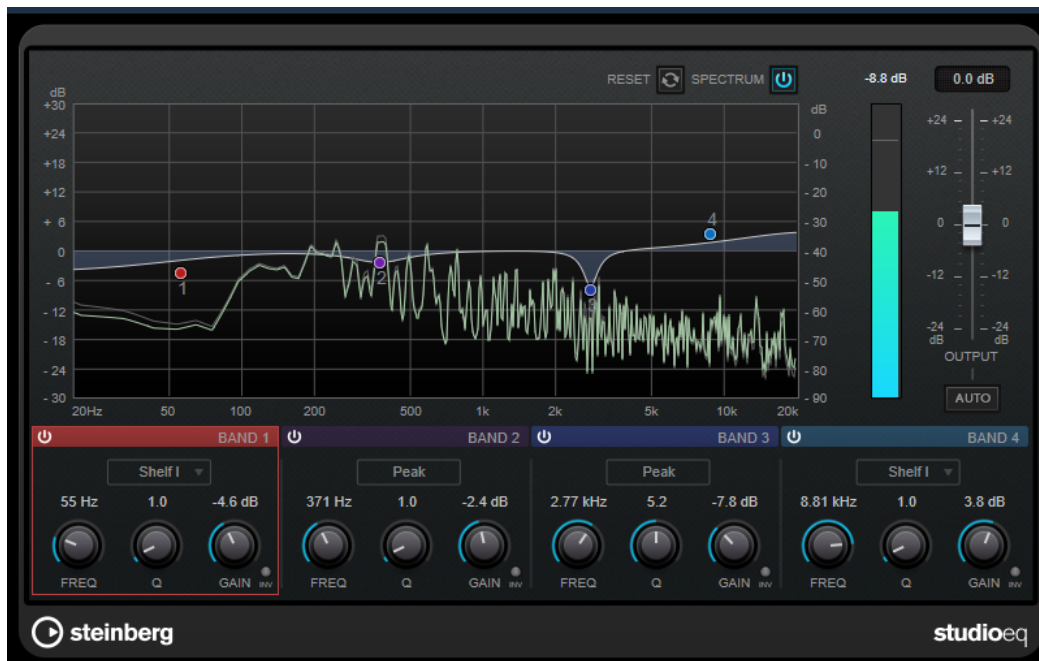 RESET SPECTRUM -8.8 dB 0.0 dB
dB dB
+30
+24 0 +24 +24
+18 - 10
+12 - 20 +12 +12
4
+ 6 - 30
0 - 40 0 0
1 2
- 6 - 50 -12 -12
3
- 12 - 60
- 18 - 70 -24 -24
dB dB
OUTPUT
- 24 - 80
- 30 - 90 AUTO
20Hz 50 100 200 500 1k 2k 5k 10k 20k
BAND 1 BAND 2 BAND 3 BAND 4
Shelf I Peak Peak Shelf I
55 Hz 1.0 -4.6 dB 371 Hz 1.0 -2.4 dB 2.77 kHz 5.2 -7.8 dB 8.81 kHz 1.0 3.8 dB
FREQ Q GAIN INV FREQ Q GAIN INV FREQ Q GAIN INV FREQ Q GAIN INV
steinberg studioeq